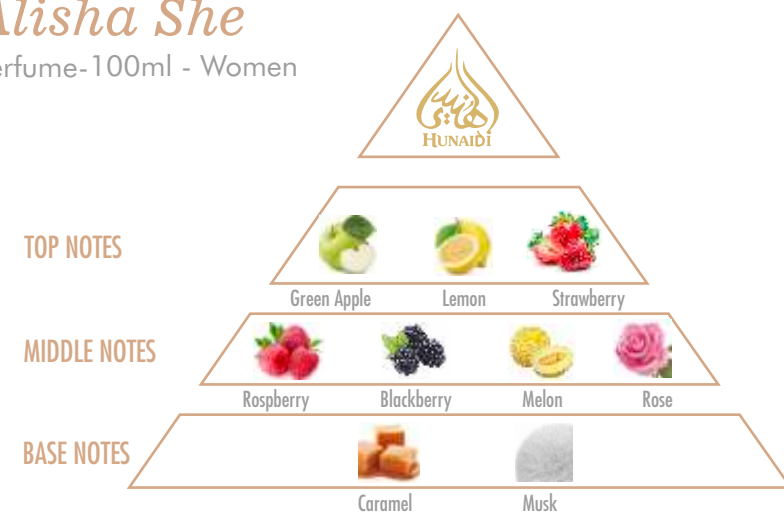 Alisha She
erfume-100ml - Women
HUNAIDI
TOP NOTES
Green Apple Lemon Strawberry
MIDDLE NOTES
Rospberry Blackberry Melon Rose
BASE NOTES
Caramel Musk